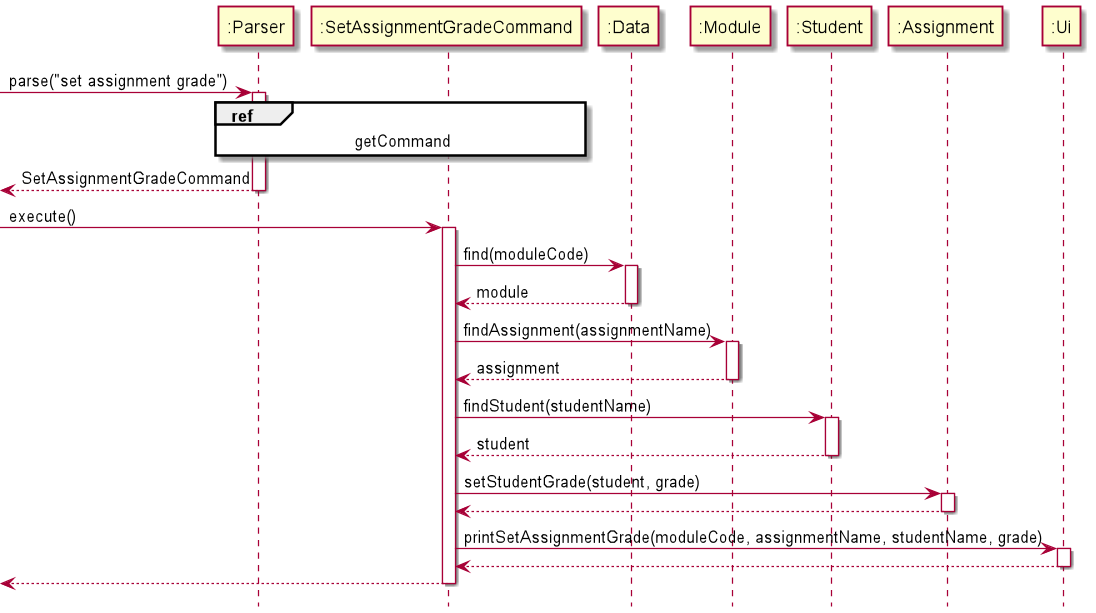 :Parser
:SetAssignmentGradeCommand
:Data
:Module
:Student
:Assignment
:Ui
parse("set assignment grade")
ref
getCommand
SetAssignmentGradeCommand
execute()
find(moduleCode)
module
findAssignment(assignmentName)
assignment
findStudent(studentName)
student
setStudentGrade(student, grade)
printSetAssignmentGrade(moduleCode, assignmentName, studentName, grade)